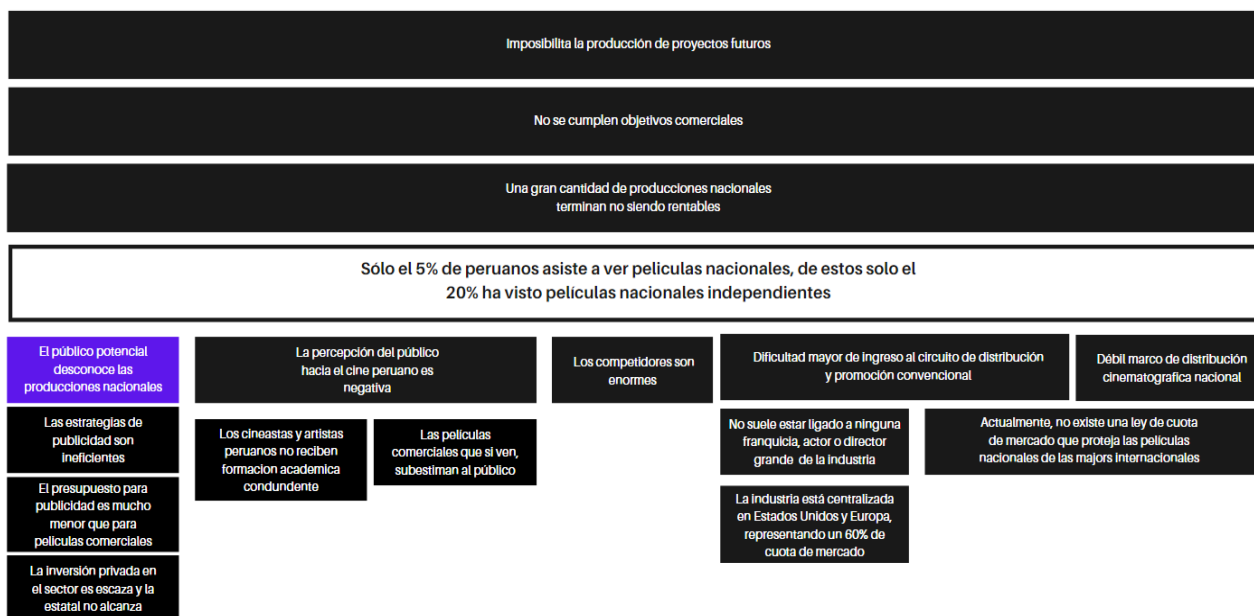 Imposibilita la producción de proyectos futuros
No se cumplen objetivos comerciales
Una gran cantidad de producciones nacionales
terminan no siendo rentables
Sólo el 5% de peruanos asiste a ver peliculas nacionales, de estos solo el
20% ha visto películas nacionales independientes
El público potencial
desconoce las
producciones nacionales
Las estrategias de
publicidad son
ineficientes
El presupuesto para
publicidad es mucho
menor que para
películas comerciales
La inversión privada en
el sector es escaza y la
estatal no alcanza
La percepción del público
hacia el cine peruano es
negativa
Los cineastas y artistas
peruanos no reciben
formacion academica
condundente
Las películas
comerciales que si ven,
subestiman al público
Los competidores son
enormes
Dificultad mayor de ingreso al circuito de distribución
y promoción convencional
No suele estar ligado a ninguna
franquicia, actor o director
grande de la industria
La industria está centralizada
en Estados Unidos y Europa,
representando un 60% de
cuota de mercado
Débil marco de distribución
cinematografica nacional
Actualmente, no existe una ley de cuota
de mercado que proteja las películas
nacionales de las majors internacionales